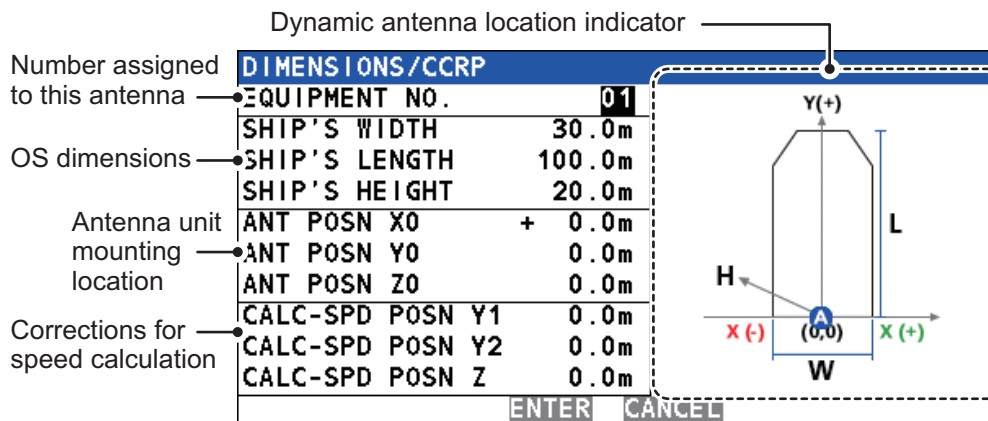 Dynamic antenna location indicator
Number assigned
to this antenna
DIMENSIONS/CCRP
EQUIPMENT NO. 01
SHIP'S WIDTH 30.0m
OS dimensions
SHIP'S LENGTH 100.0m
SHIP'S HEIGHT 20.0m
Antenna unit
mounting
location
ANT POSN X0 + 0.0m
ANT POSN Y0 0.0m
ANT POSN Z0 0.0m
Corrections for
speed calculation
CALC-SPD POSN Y1 0.0m
CALC-SPD POSN Y2 0.0m
CALC-SPD POSN Z 0.0m
ENTER CANCEL
Y(+)
L
H
A
X (-) (0,0) X (+)
W